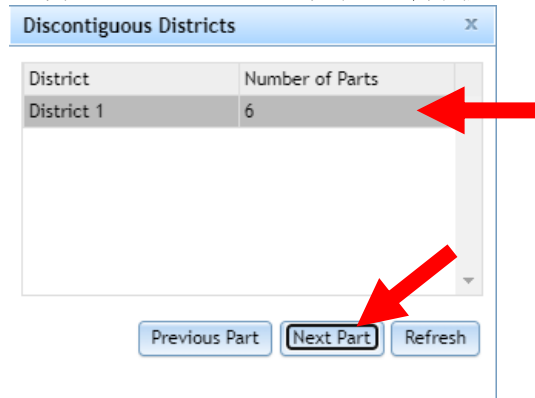 Discontiguous Districts x
District Number of Parts
District 1 6
Previous Part Next Part Refresh